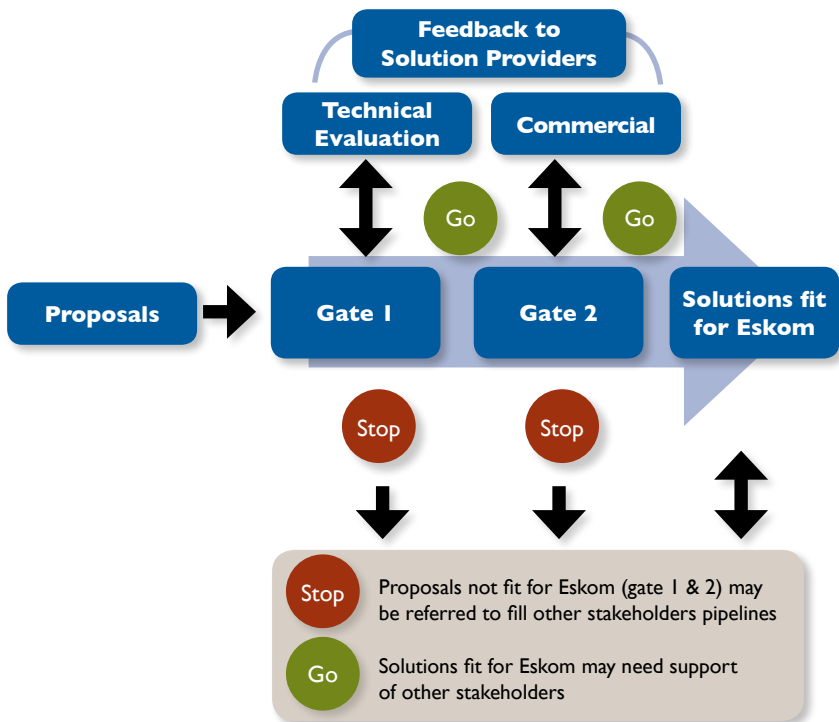 Feedback to
Solution Providers
Technical
Evaluation
Commercial
Go
Go
Proposals
Gate 1
Gate 2
Solutions fit
for Eskom
Stop
Stop
Stop
Proposals not fit for Eskom (gate 1 & 2) may
be referred to fill other stakeholders pipelines
Go
Solutions fit for Eskom may need support
of other stakeholders